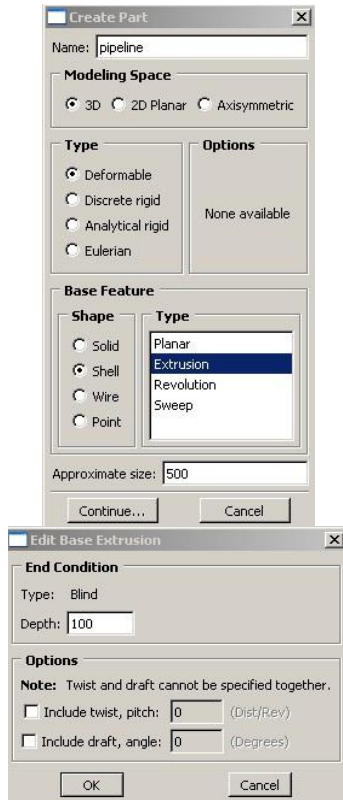 Create Part
Name: pipeline
Modeling Space
3D 2D Planar Axisymmetric
Type
Deformable
Discrete rigid
Analytical rigid
Eulerian
Options
None available
Base Feature
Shape
Solid
Shell
Wire
Point
Type
Planar
Extrusion
Revolution
Sweep
Approximate size: 500
Continue... Cancel
Edit Base Extrusion
End Condition
Type: Blind
Depth: 100
Options
Note: Twist and draft cannot be specified together.
Include twist, pitch: 0 (Dist/Rev)
Include draft, angle: 0 (Degrees)
OK Cancel